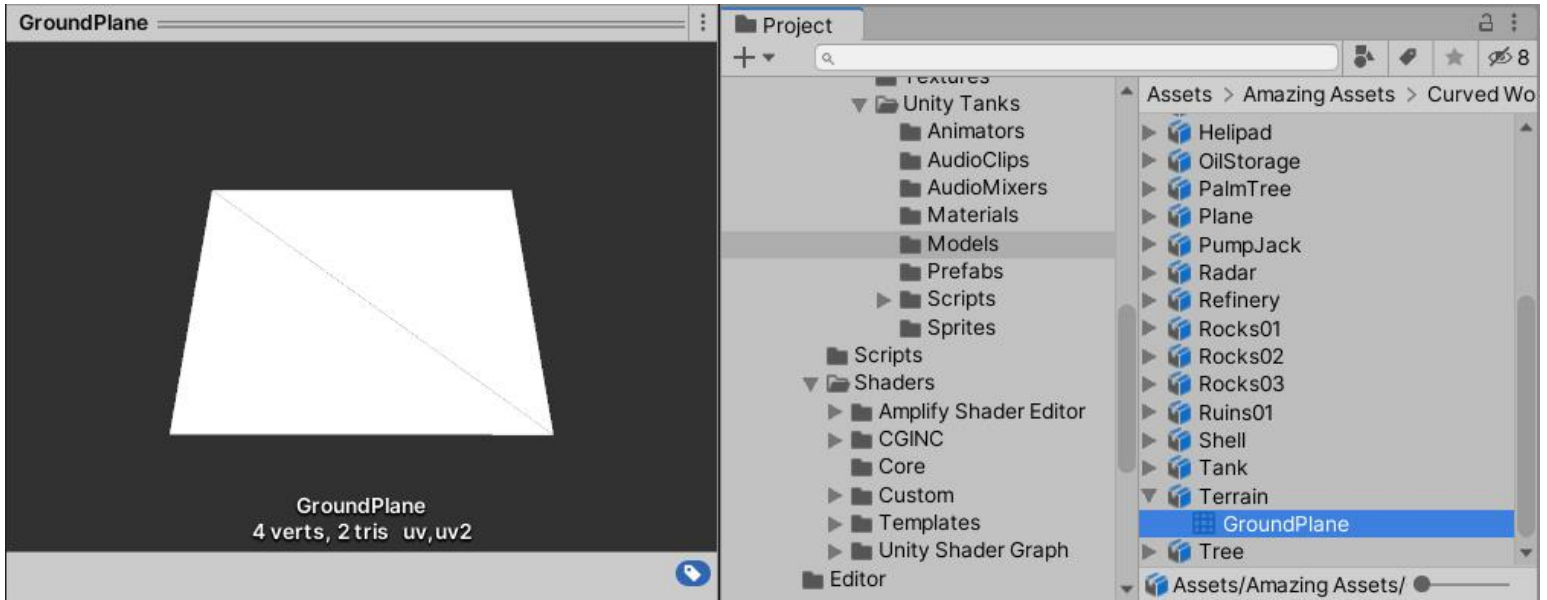 GroundPlane
GroundPlane
4 verts, 2 tris uv,uv2
Project
8
Textures
Unity Tanks
Animators
AudioClips
AudioMixers
Materials
Models
Prefabs
Scripts
Sprites
Scripts
Shaders
Amplify Shader Editor
CGINC
Core
Custom
Templates
Unity Shader Graph
Editor
Assets > Amazing Assets > Curved Wo
Helipad
OilStorage
PalmTree
Plane
PumpJack
Radar
Refinery
Rocks01
Rocks02
Rocks03
Ruins01
Shell
Tank
Terrain
GroundPlane
Tree
Assets/Amazing Assets/